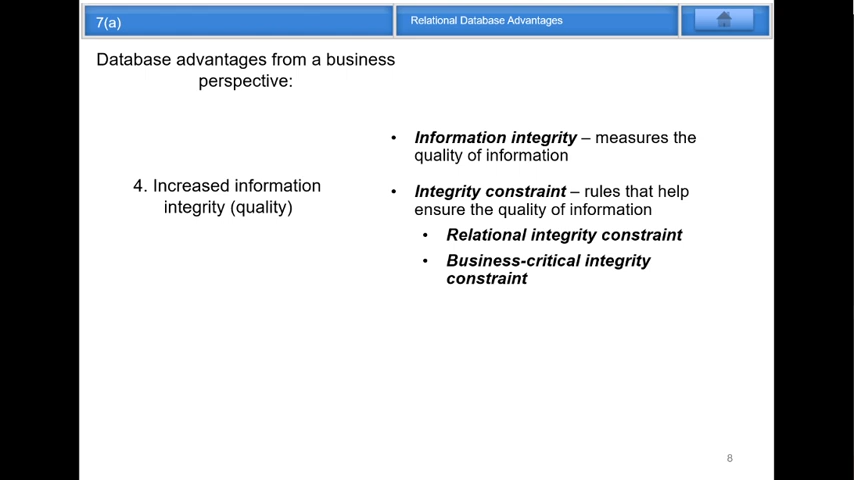 7(a)
Relational Database Advantages
Database advantages from a business
perspective:
4. Increased information
integrity (quality)
• Information integrity – measures the
quality of information
• Integrity constraint – rules that help
ensure the quality of information
• Relational integrity constraint
• Business-critical integrity
constraint
8